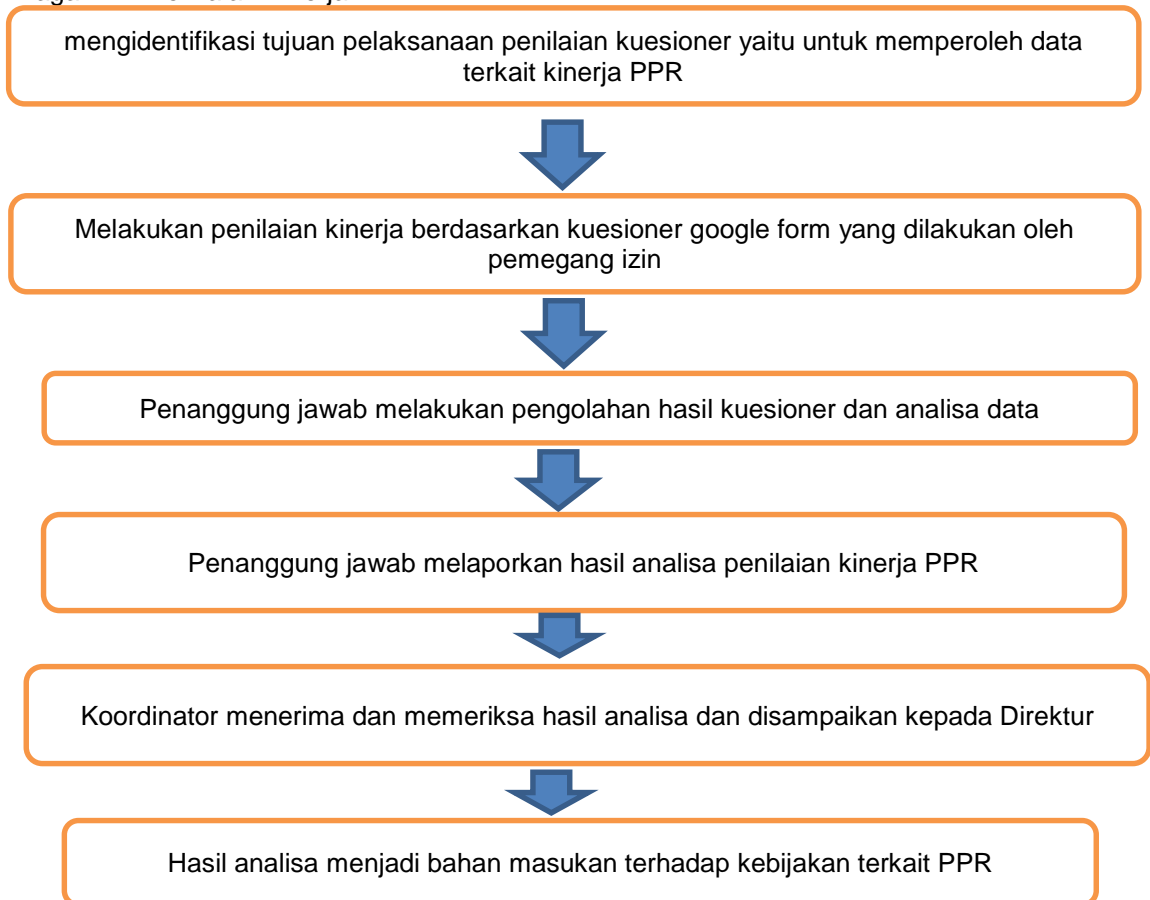 mengidentifikasi tujuan pelaksanaan penilaian kuesioner yaitu untuk memperoleh data
terkait kinerja PPR
Melakukan penilaian kinerja berdasarkan kuesioner google form yang dilakukan oleh
pemegang izin
Penanggung jawab melakukan pengolahan hasil kuesioner dan analisa data
Penanggung jawab melaporkan hasil analisa penilaian kinerja PPR
Koordinator menerima dan memeriksa hasil analisa dan disampaikan kepada Direktur
Hasil analisa menjadi bahan masukan terhadap kebijakan terkait PPR